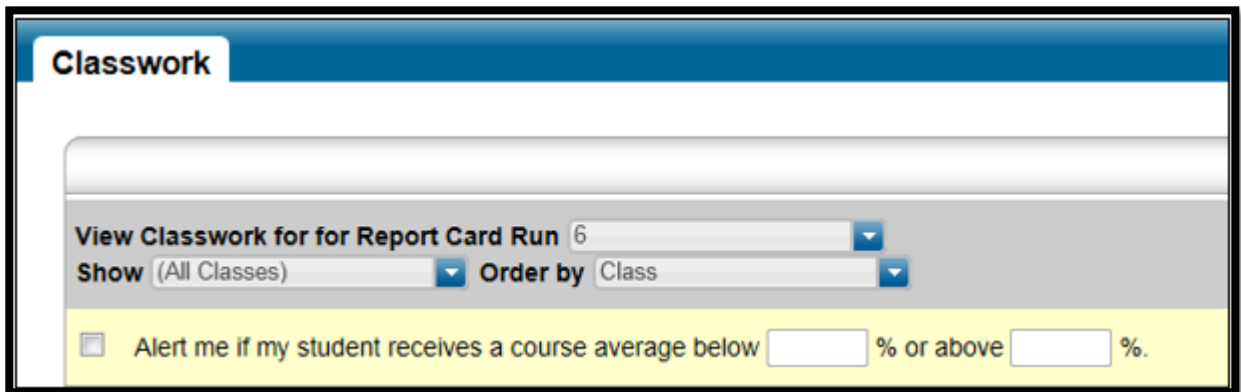 Classwork
View Classwork for for Report Card Run 6
Show (All Classes) Order by Class
Alert me if my student receives a course average below % or above %.